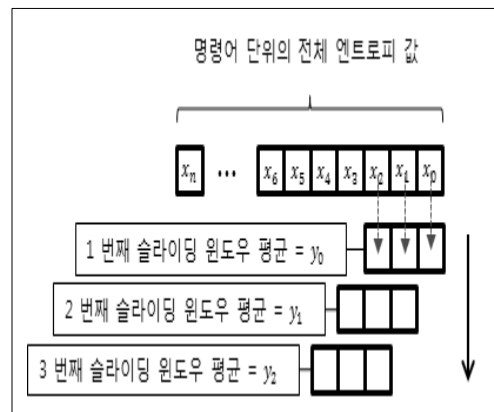 명령어 단위의 전체 엔트로피 값
x_n ⋯ x_6 x_5 x_4 x_3 x_2 x_1 x_0
1 번째 슬라이딩 윈도우 평균 = y_0
2 번째 슬라이딩 윈도우 평균 = y_1
3 번째 슬라이딩 윈도우 평균 = y_2